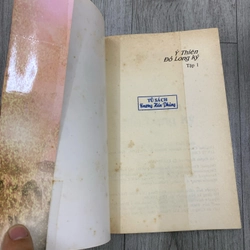 Ỷ Thiên
Đồ Long Ký
Tập 1
TỦ SÁCH